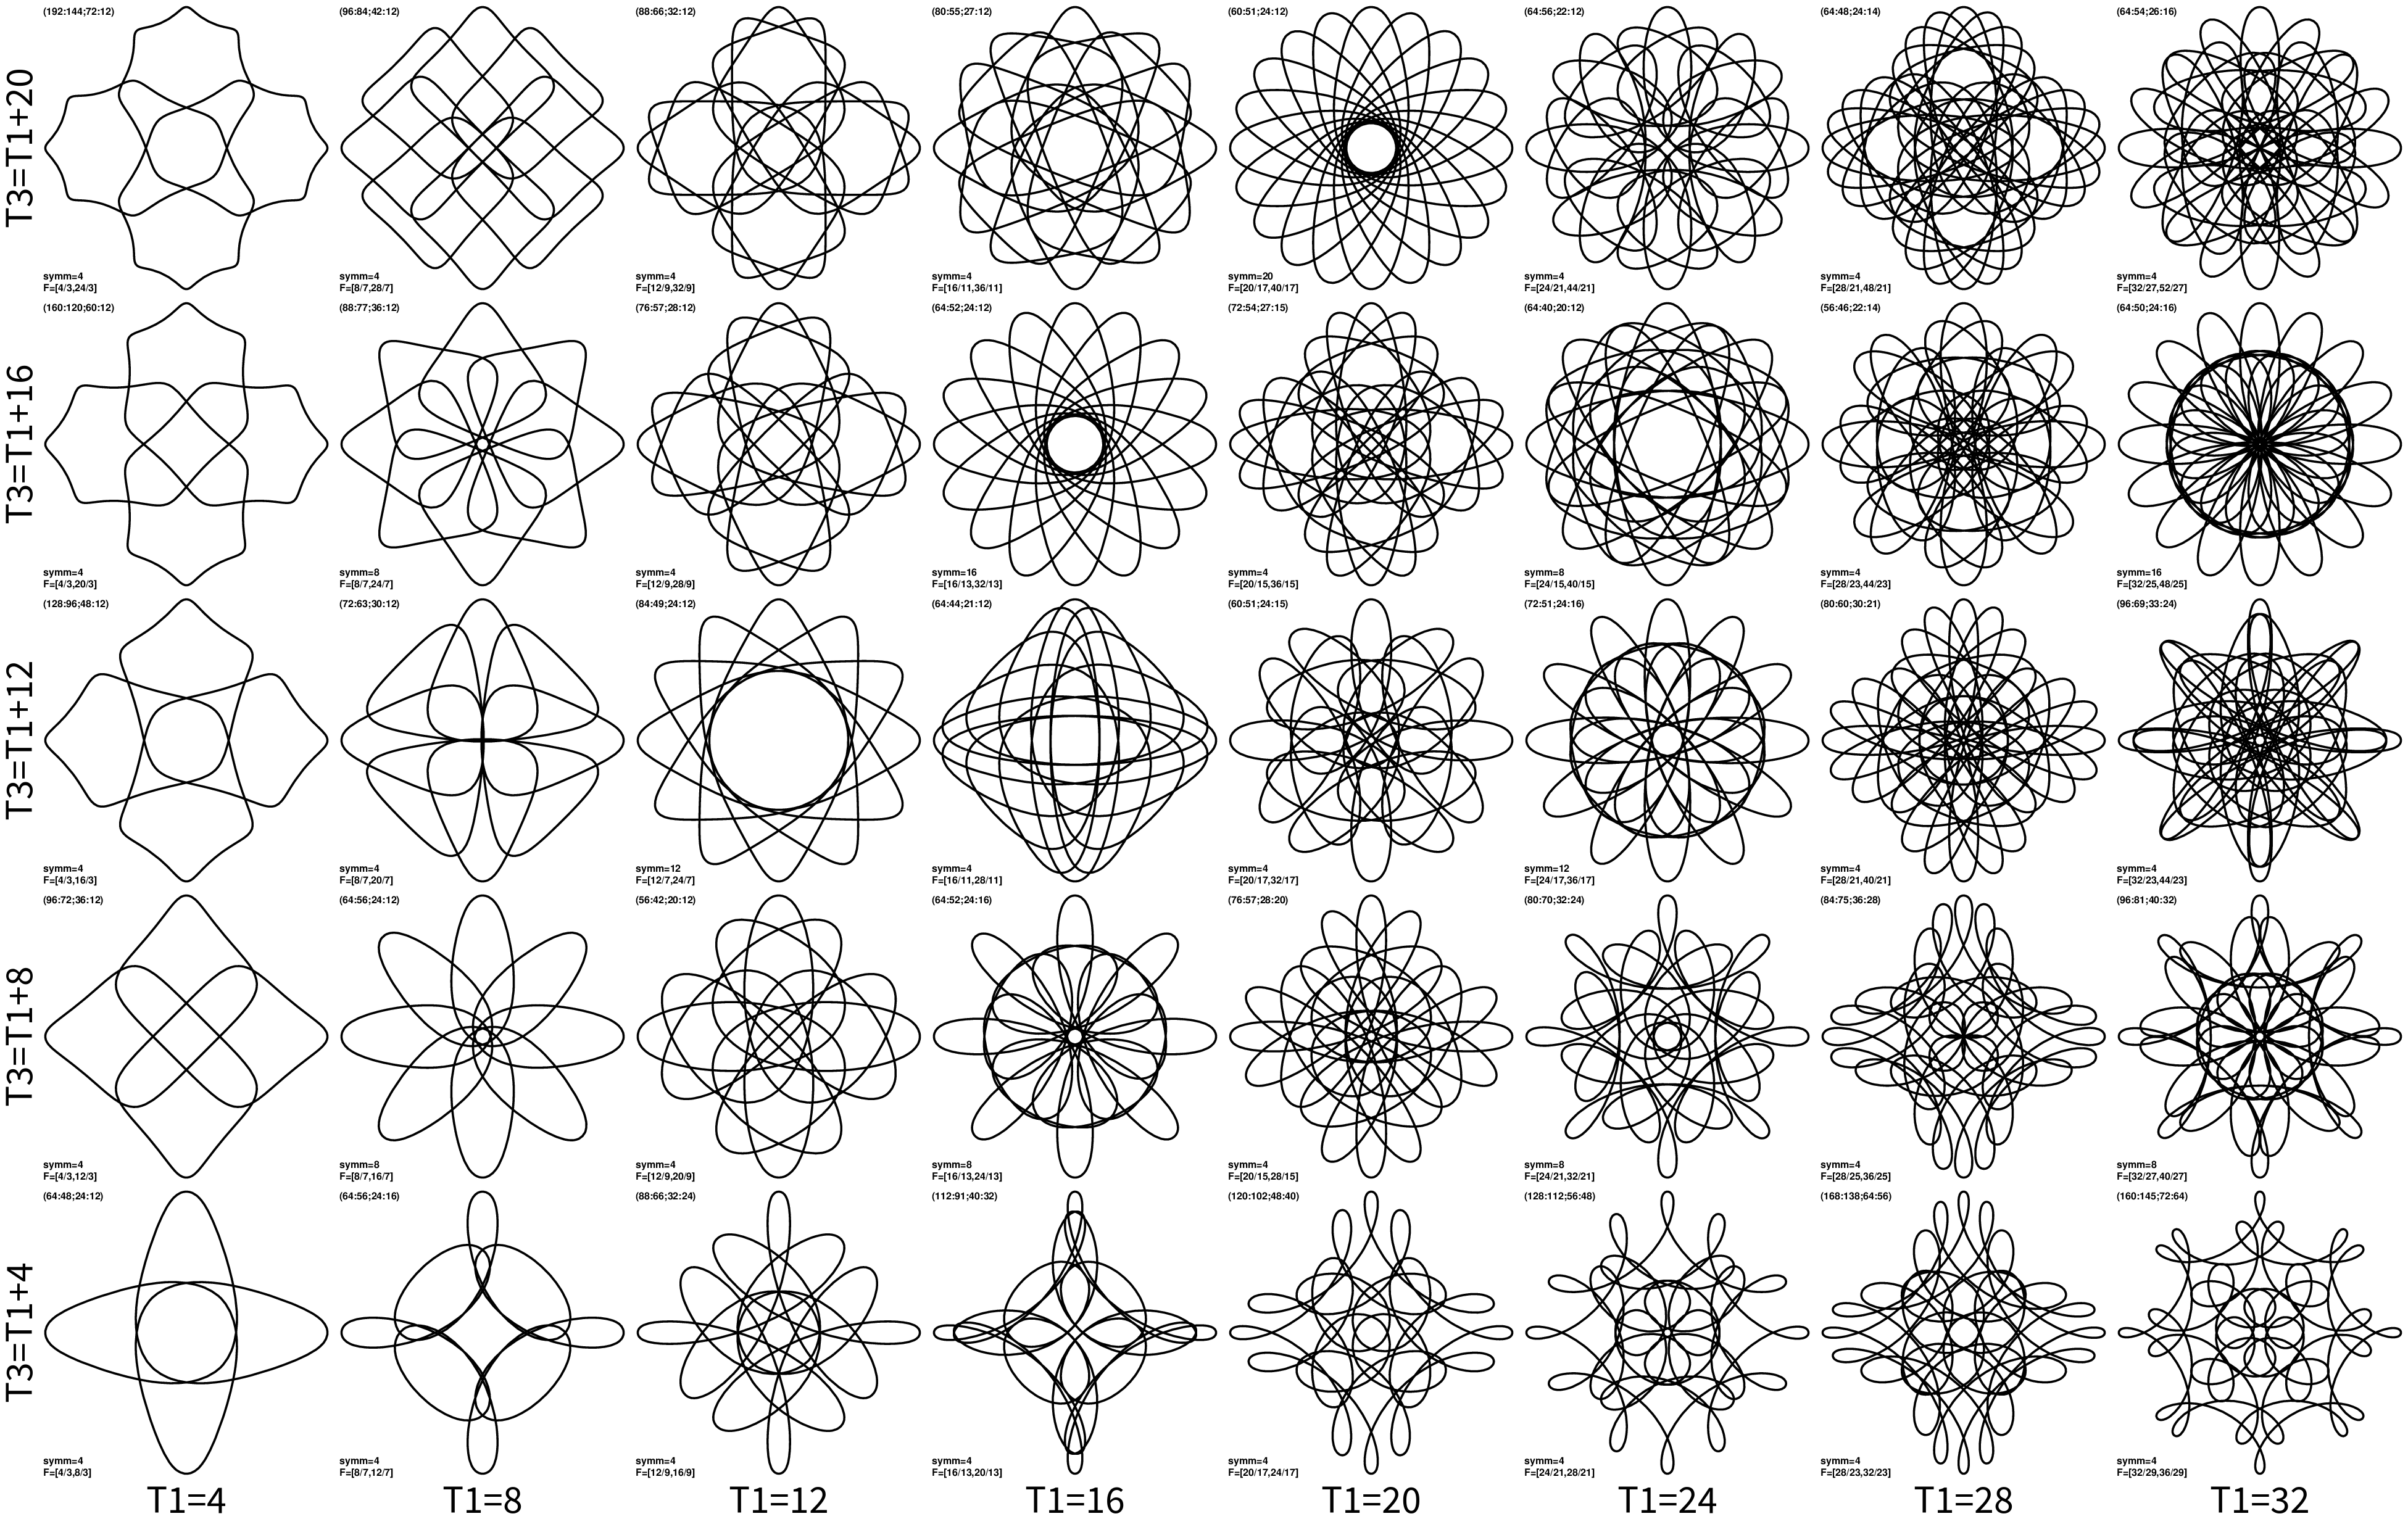 T3=T1+20
(192:144;72:12)
symm=4
F=[4/3,24/3]
(96:84;42:12)
symm=4
F=[8/7,28/7]
(88:66;32:12)
symm=4
F=[12/9,32/9]
(80:55;27:12)
symm=4
F=[16/11,36/11]
(60:51;24:12)
symm=20
F=[20/17,40/17]
(64:56;22:12)
symm=4
F=[24/21,44/21]
(64:48;24:14)
symm=4
F=[28/21,48/21]
(64:54;26:16)
symm=4
F=[32/27,52/27]
T3=T1+16
(160:120;60:12)
symm=4
F=[4/3,20/3]
(88:77;36:12)
symm=8
F=[8/7,24/7]
(76:57;28:12)
symm=4
F=[12/9,28/9]
(64:52;24:12)
symm=16
F=[16/13,32/13]
(72:54;27:15)
symm=4
F=[20/15,36/15]
(64:40;20:12)
symm=8
F=[24/15,40/15]
(56:46;22:14)
symm=4
F=[28/23,44/23]
(64:50;24:16)
symm=16
F=[32/25,48/25]
T3=T1+12
(128:96;48:12)
symm=4
F=[4/3,16/3]
(72:63;30:12)
symm=4
F=[8/7,20/7]
(84:49;24:12)
symm=12
F=[12/7,24/7]
(64:44;21:12)
symm=4
F=[16/11,28/11]
(60:51;24:15)
symm=4
F=[20/17,32/17]
(72:51;24:16)
symm=12
F=[24/17,36/17]
(80:60;30:21)
symm=4
F=[28/21,40/21]
(96:69;33:24)
symm=4
F=[32/23,44/23]
T3=T1+8
(96:72;36:12)
symm=4
F=[4/3,12/3]
(64:56;24:12)
symm=8
F=[8/7,16/7]
(56:42;20:12)
symm=4
F=[12/9,20/9]
(64:52;24:16)
symm=8
F=[16/13,24/13]
(76:57;28:20)
symm=4
F=[20/15,28/15]
(80:70;32:24)
symm=8
F=[24/21,32/21]
(84:75;36:28)
symm=4
F=[28/25,36/25]
(96:81;40:32)
symm=8
F=[32/27,40/27]
T3=T1+4
(64:48;24:12)
symm=4
F=[4/3,8/3]
(64:56;24:16)
symm=4
F=[8/7,12/7]
(88:66;32:24)
symm=4
F=[12/9,16/9]
(112:91;40:32)
symm=4
F=[16/13,20/13]
(120:102;48:40)
symm=4
F=[20/17,24/17]
(128:112;56:48)
symm=4
F=[24/21,28/21]
(168:138;64:56)
symm=4
F=[28/23,32/23]
(160:145;72:64)
symm=4
F=[32/29,36/29]
T1=4
T1=8
T1=12
T1=16
T1=20
T1=24
T1=28
T1=32